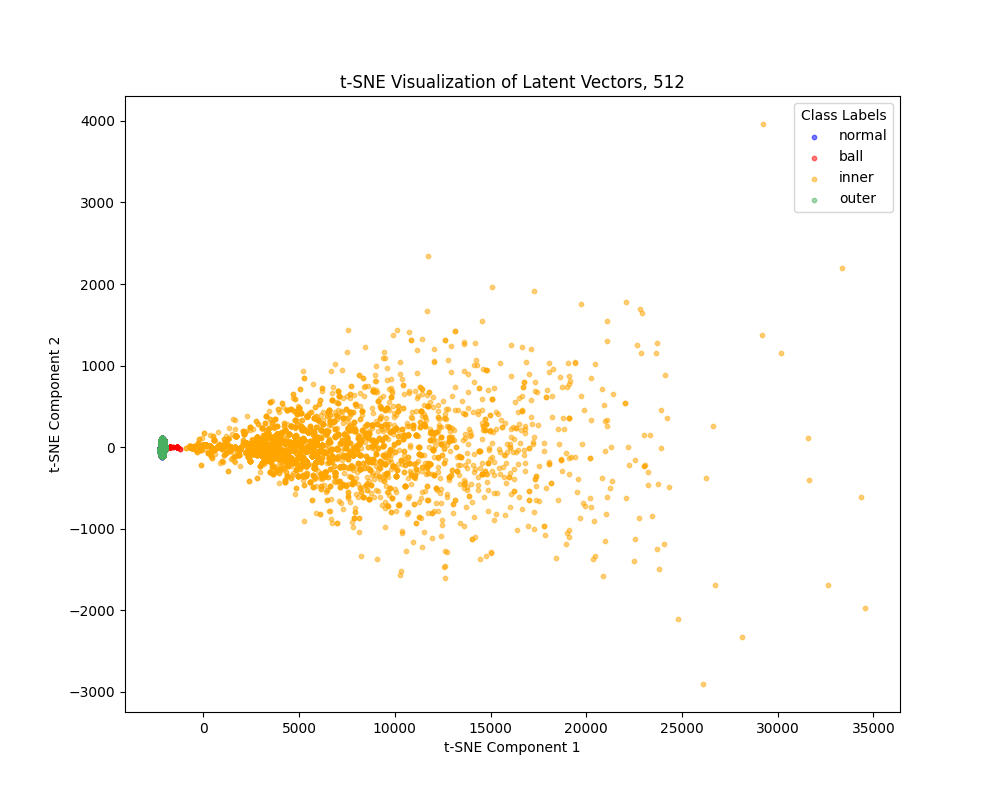 t-SNE Visualization of Latent Vectors, 512
Class Labels
normal
ball
inner
outer
4000
3000
2000
1000
0
−1000
−2000
−3000
t-SNE Component 2
0
5000
10000
15000
20000
25000
30000
35000
t-SNE Component 1